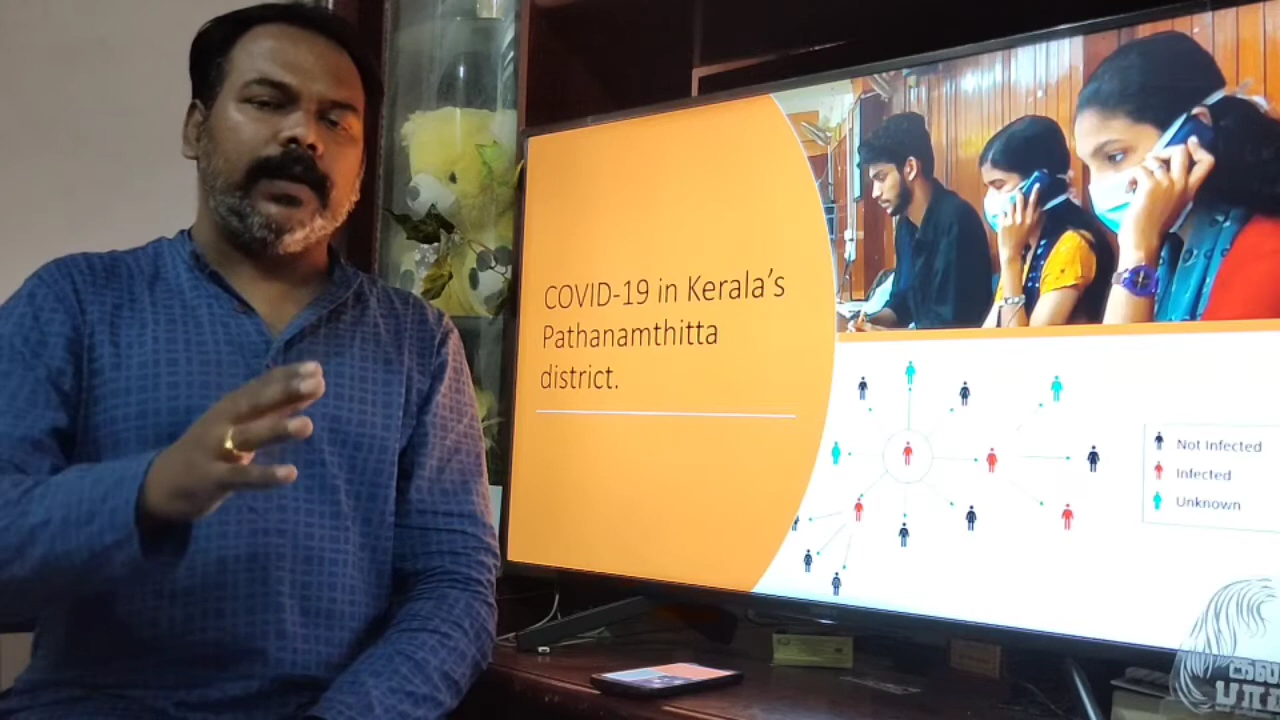 COVID-19 in Kerala's
Pathanamthitta
district.
Not Infected
Infected
Unknown